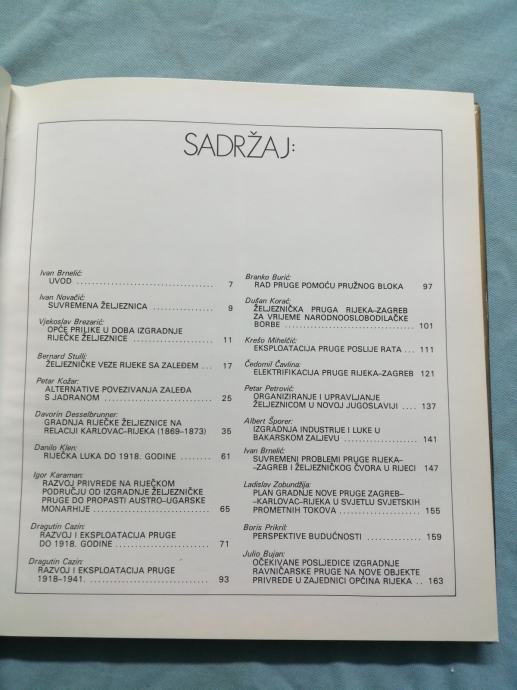 SADRŽAJ:
Ivan Brnelić:
UVOD ........ 7
Ivan Novačić:
SUVREMENA ŽELJEZNICA ........ 9
Vjekoslav Brezarić:
OPĆE PRILIKE U DOBA IZGRADNJE
RIJEČKE ŽELJEZNICE ........ 11
Bernard Stulli:
ŽELJEZNIČKE VEZE RIJEKE SA ZALEĐEM ... 17
Petar Kožar:
ALTERNATIVE POVEZIVANJA ZALEĐA
S JADRANOM ........ 25
Davorin Desselbrunner:
GRADNJA RIJEČKE ŽELJEZNICE NA
RELACIJI KARLOVAC-RIJEKA (1869-1873) 35
Danilo Klen:
RIJEČKA LUKA DO 1918. GODINE ........ 61
Igor Karaman:
RAZVOJ PRIVREDE NA RIJEČKOM
PODRUČJU OD IZGRADNJE ŽELJEZNIČKE
PRUGE DO PROPASTI AUSTRO-UGARSKE
MONARHIJE ........ 65
Dragutin Cazin:
RAZVOJ I EKSPLOATACIJA PRUGE
DO 1918. GODINE ........ 71
Dragutin Cazin:
RAZVOJ I EKSPLOATACIJA PRUGE
1918-1941. ........ 93
Branko Burić:
RAD PRUGE POMOĆU PRUŽNOG BLOKA 97
Dušan Korać:
ŽELJEZNIČKA PRUGA RIJEKA-ZAGREB
ZA VRIJEME NARODNOOSLOBODILAČKE
BORBE ........ 101
Krešo Mihelčić:
EKSPLOATACIJA PRUGE POSLIJE RATA ... 111
Čedomil Čavlina:
ELEKTRIFIKACIJA PRUGE RIJEKA-ZAGREB 121
Petar Petrović:
ORGANIZIRANJE I UPRAVLJANJE
ŽELJEZNICOM U NOVOJ JUGOSLAVIJI .... 137
Albert Šporer:
IZGRADNJA INDUSTRIJE I LUKE U
BAKARSKOM ZALJEVU ........ 141
Ivan Brnelić:
SUVREMENI PROBLEMI PRUGE RIJEKA-
-ZAGREB I ŽELJEZNIČKOG ČVORA U RIJECI 147
Ladislav Zobundžija:
PLAN GRADNJE NOVE PRUGE ZAGREB-
-KARLOVAC-RIJEKA U SVJETLU SVJETSKIH
PROMETNIH TOKOVA ........ 155
Boris Prikril:
PERSPEKTIVE BUDUĆNOSTI ........ 159
Julio Bujan:
OČEKIVANE POSLJEDICE IZGRADNJE
RAVNIČARSKE PRUGE NA NOVE OBJEKTE
PRIVREDE U ZAJEDNICI OPĆINA RIJEKA .. 163